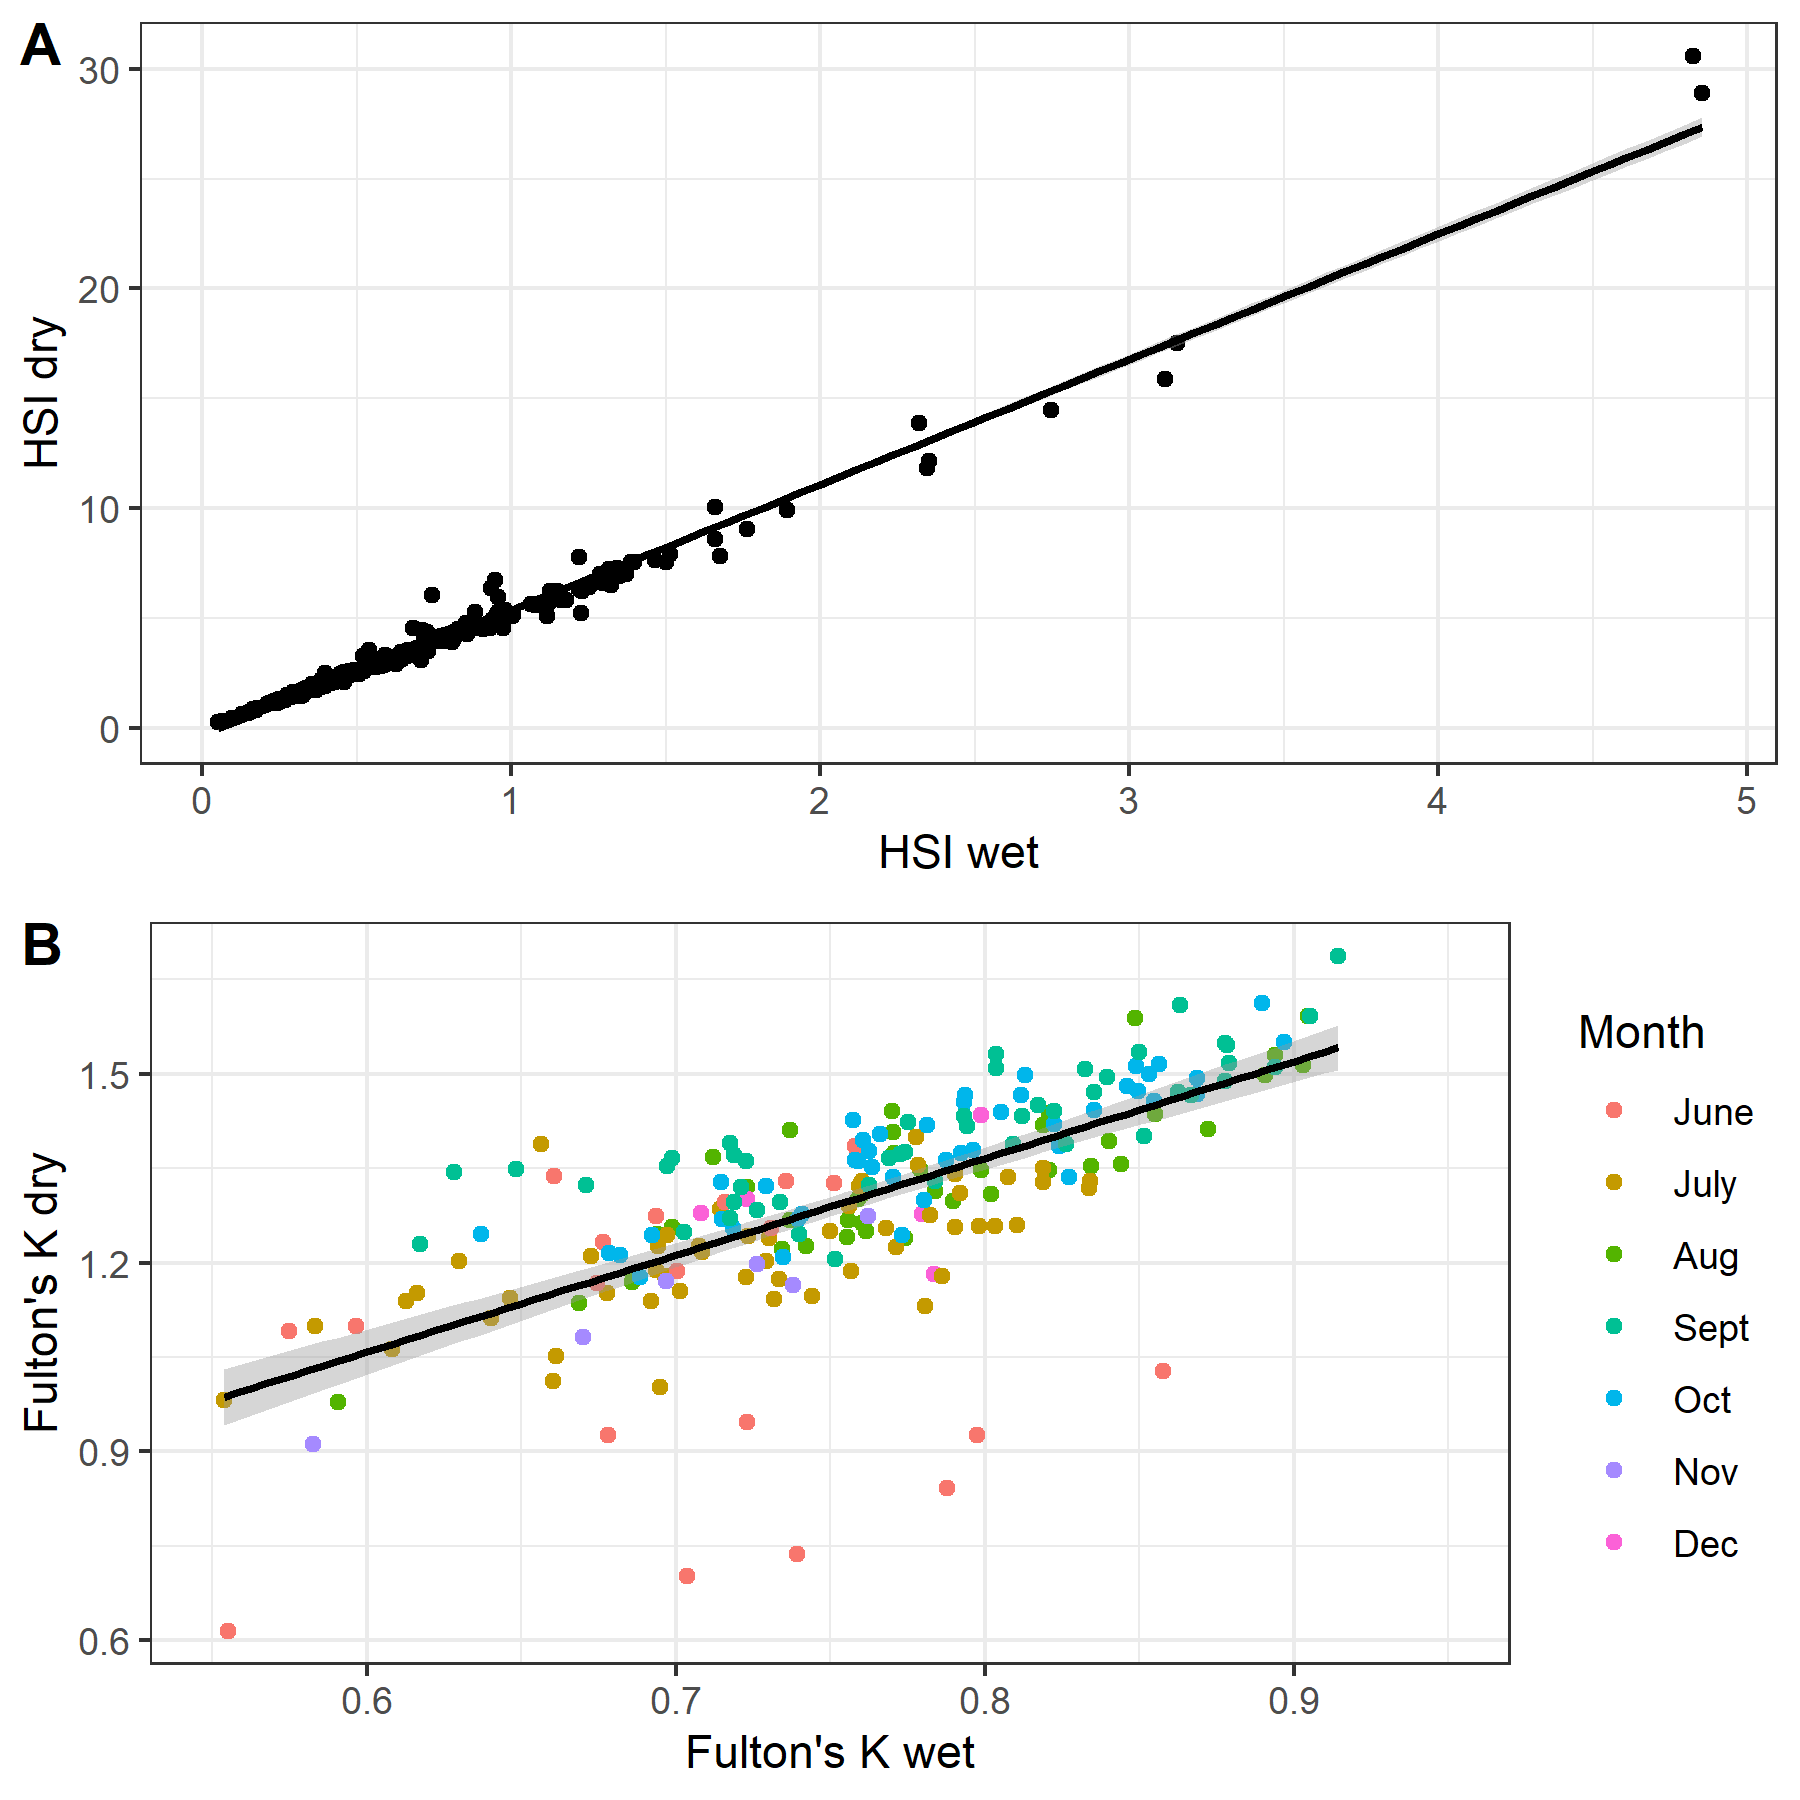 A
30
20
10
0
HSI dry
0 1 2 3 4 5
HSI wet
B
1.5
1.2
0.9
0.6
Fulton's K dry
0.6 0.7 0.8 0.9
Fulton's K wet
Month
June
July
Aug
Sept
Oct
Nov
Dec